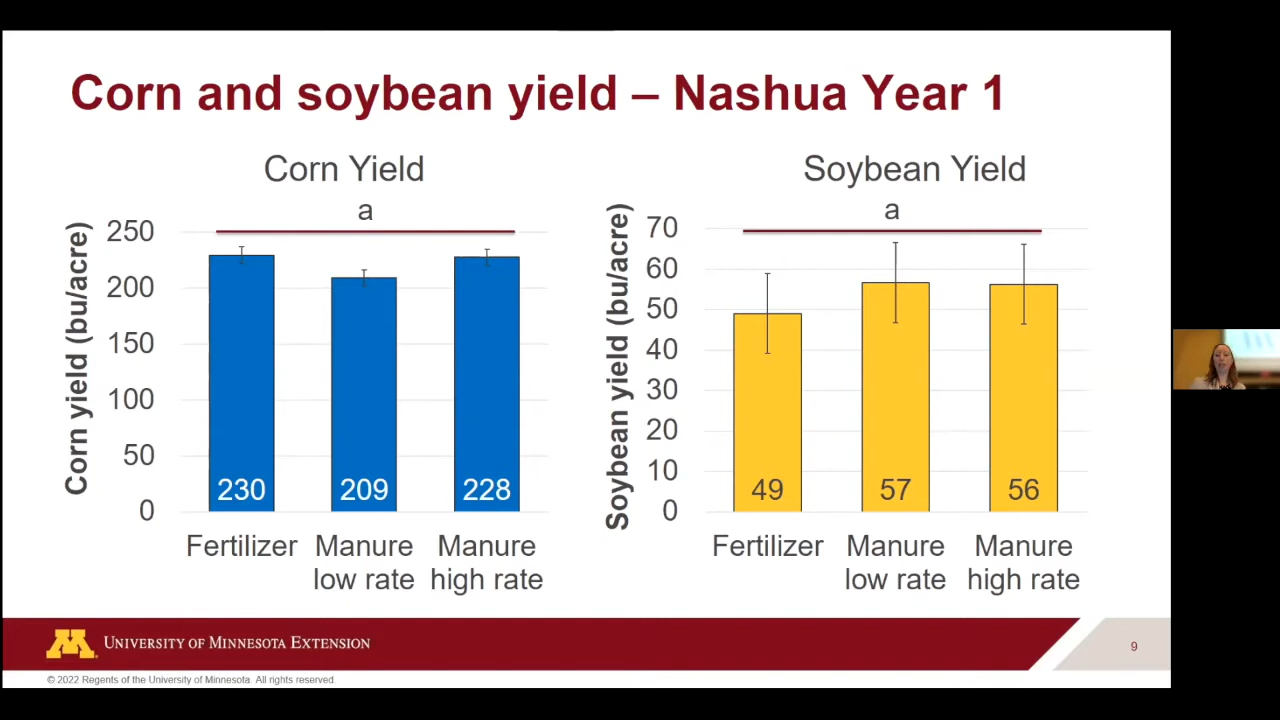 Corn and soybean yield – Nashua Year 1
Corn Yield
a
Corn yield (bu/acre)
250
200
150
100
50
0
230
209
228
Fertilizer
Manure low rate
Manure high rate
Soybean Yield
a
Soybean yield (bu/acre)
70
60
50
40
30
20
10
0
49
57
56
Fertilizer
Manure low rate
Manure high rate
M
UNIVERSITY OF MINNESOTA EXTENSION
9
© 2022 Regents of the University of Minnesota. All rights reserved.